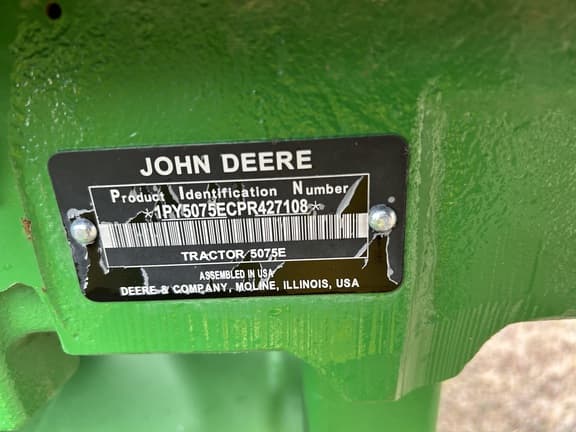 JOHN DEERE
Product Identification Number
*1PY5075ECPR427108*
TRACTOR 5075E
ASSEMBLED IN USA
DEERE & COMPANY, MOLINE, ILLINOIS, USA